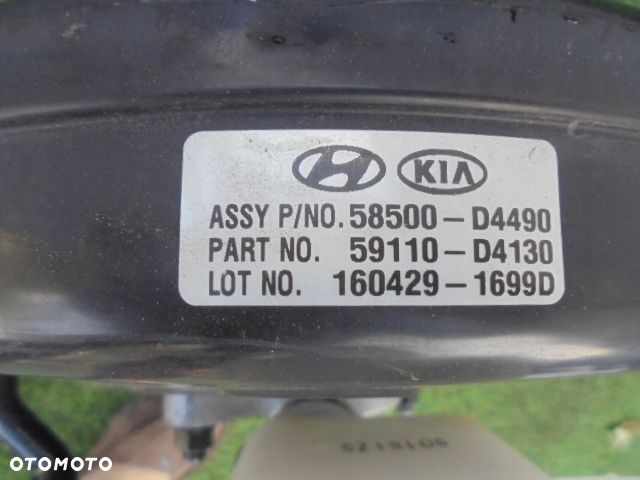 KIA
ASSY P/NO. 58500-D4490
PART NO. 59110-D4130
LOT NO. 160429-1699D
OTOMOTO